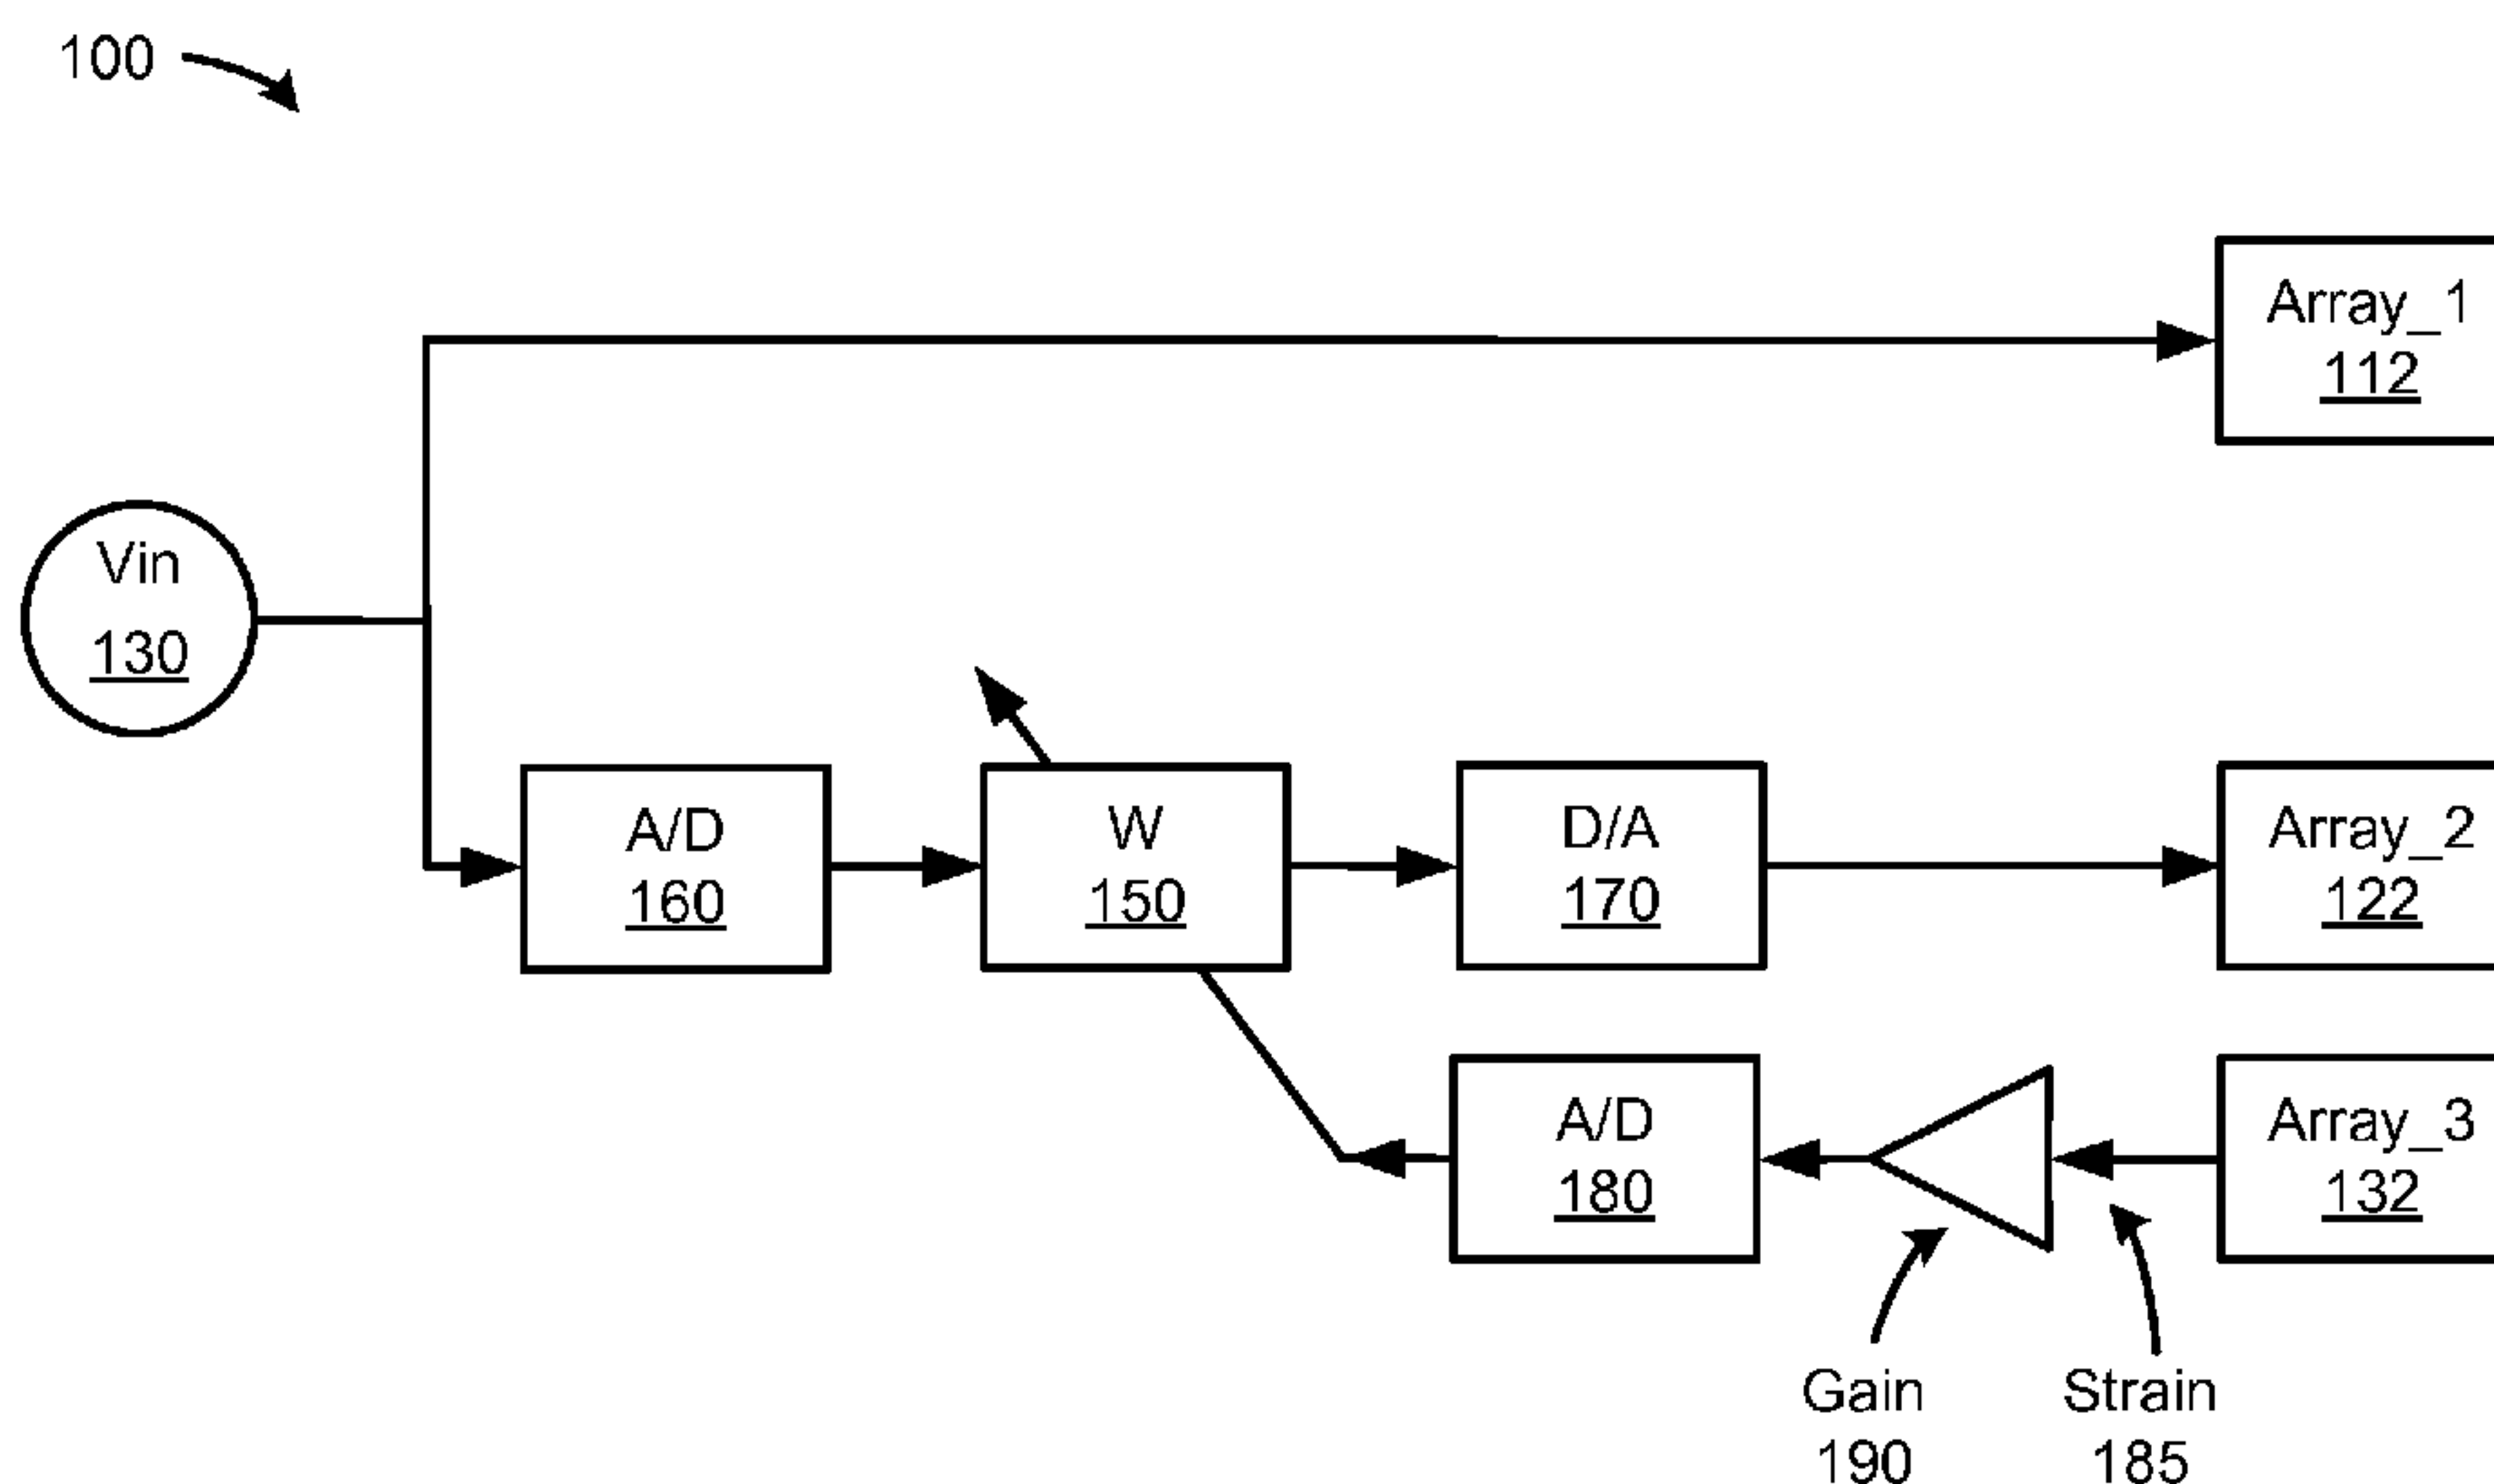 100
Array_1
112
Vin
130
A/D
160
W
150
D/A
170
Array_2
122
A/D
180
Array_3
132
Gain
190
Strain
185